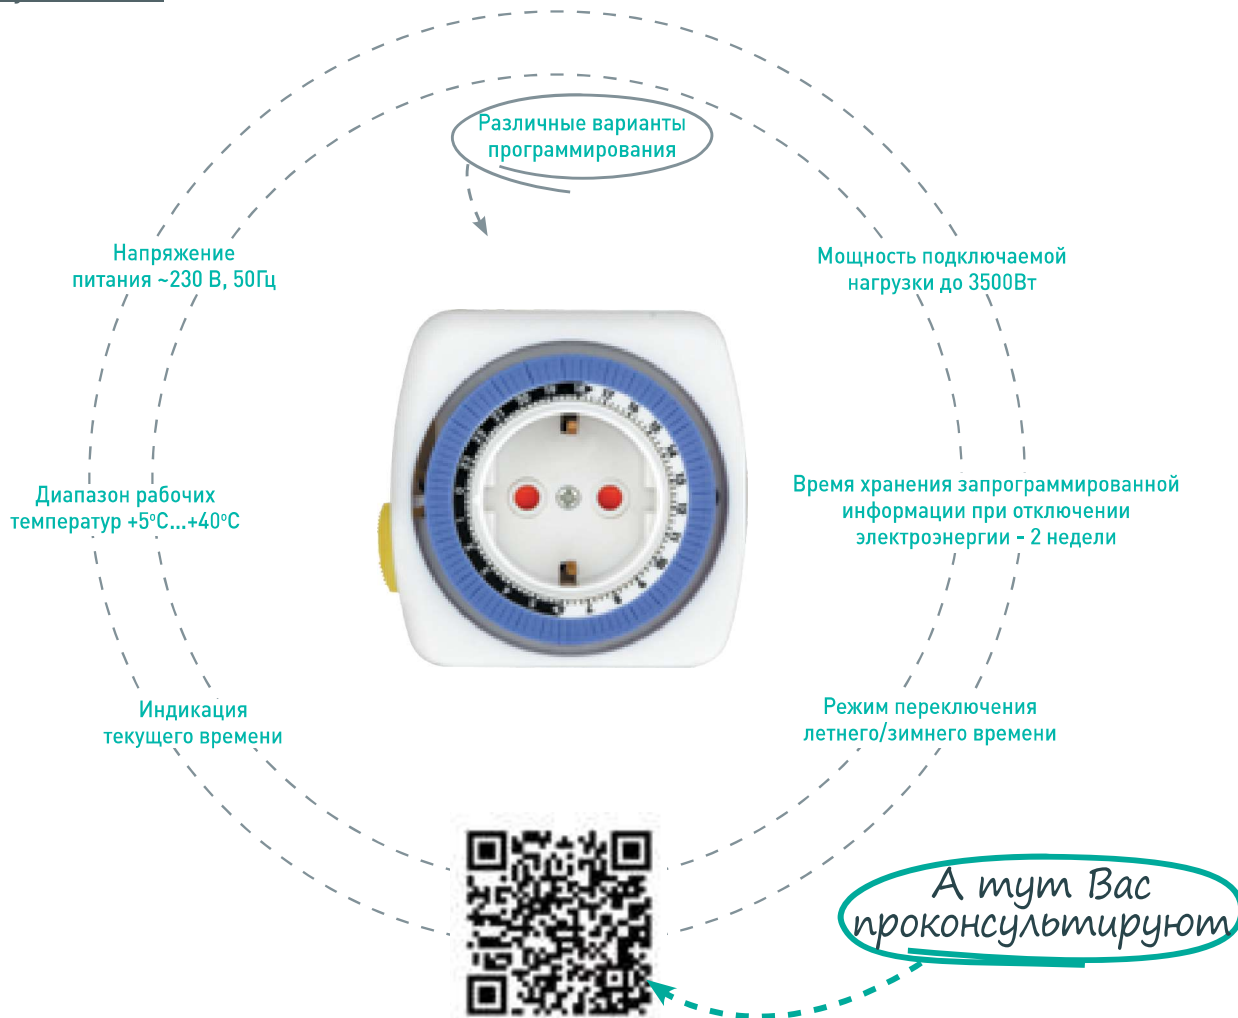 Различные варианты
программирования
Напряжение
питания ~230 В, 50Гц
Мощность подключаемой
нагрузки до 3500Вт
Диапазон рабочих
температур +5°С...+40°С
Время хранения запрограммированной
информации при отключении
электроэнергии - 2 недели
Индикация
текущего времени
Режим переключения
летнего/зимнего времени
А тут Вас
проконсультируют